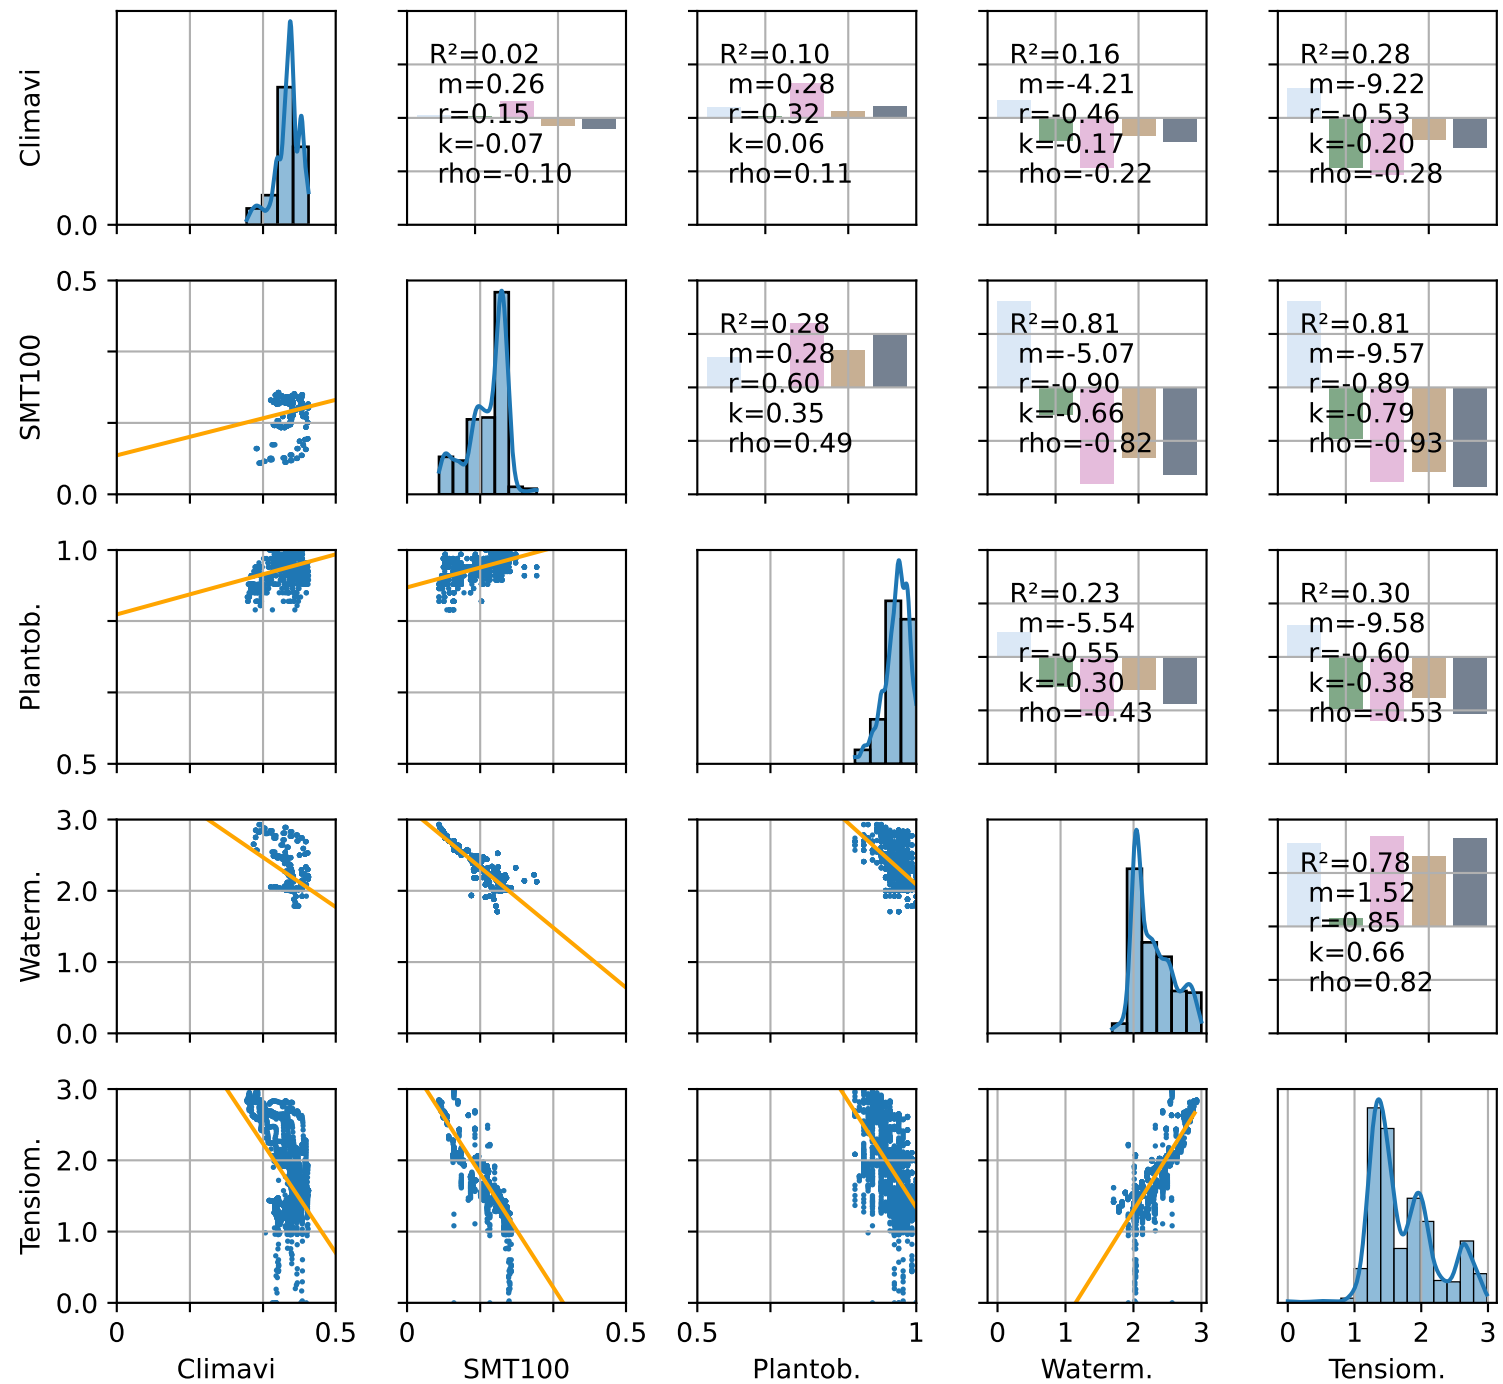 Climavi
0.0
R²=0.02
m=0.26
r=0.15
k=-0.07
rho=-0.10
R²=0.10
m=0.28
r=0.32
k=0.06
rho=0.11
R²=0.16
m=-4.21
r=-0.46
k=-0.17
rho=-0.22
R²=0.28
m=-9.22
r=-0.53
k=-0.20
rho=-0.28
SMT100
0.5
0.0
R²=0.28
m=0.28
r=0.60
k=0.35
rho=0.49
R²=0.81
m=-5.07
r=-0.90
k=-0.66
rho=-0.82
R²=0.81
m=-9.57
r=-0.89
k=-0.79
rho=-0.93
Plantob.
1.0
0.5
R²=0.23
m=-5.54
r=-0.55
k=-0.30
rho=-0.43
R²=0.30
m=-9.58
r=-0.60
k=-0.38
rho=-0.53
Waterm.
3.0
2.0
1.0
0.0
R²=0.78
m=1.52
r=0.85
k=0.66
rho=0.82
Tensiom.
3.0
2.0
1.0
0.0
0 0.5
0 0.5
0.5 1
0 1 2 3
0 1 2 3
Climavi
SMT100
Plantob.
Waterm.
Tensiom.